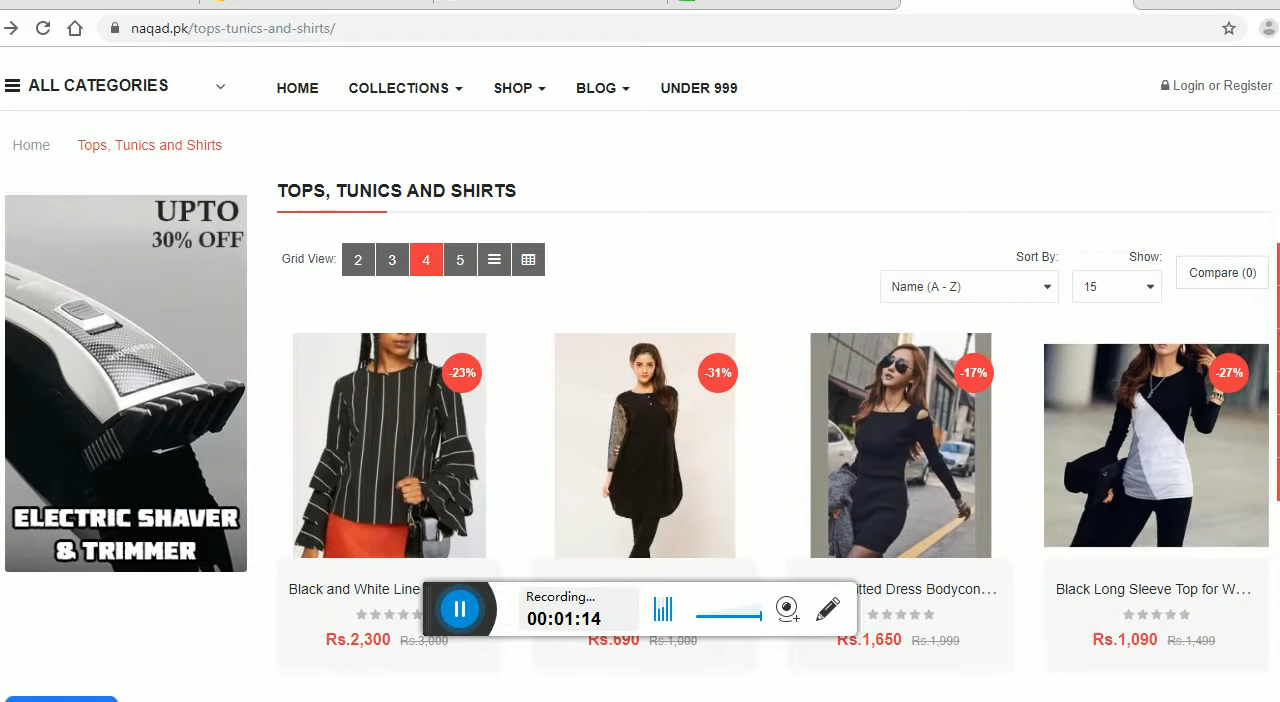 naqad.pk/tops-tunics-and-shirts/
ALL CATEGORIES
HOME
COLLECTIONS
SHOP
BLOG
UNDER 999
Login or Register
Home
Tops, Tunics and Shirts
UPTO
30% OFF
ELECTRIC SHAVER
& TRIMMER
TOPS, TUNICS AND SHIRTS
Grid View:
2
3
4
5
Sort By:
Name (A - Z)
Show:
15
Compare (0)
-23%
-31%
-17%
-27%
Black and White Line
itted Dress Bodycon...
Black Long Sleeve Top for W...
Rs.2,300 Rs.3,000
Rs.690 Rs.1,000
Rs.1,650 Rs.1,999
Rs.1,090 Rs.1,499
Recording...
00:01:14